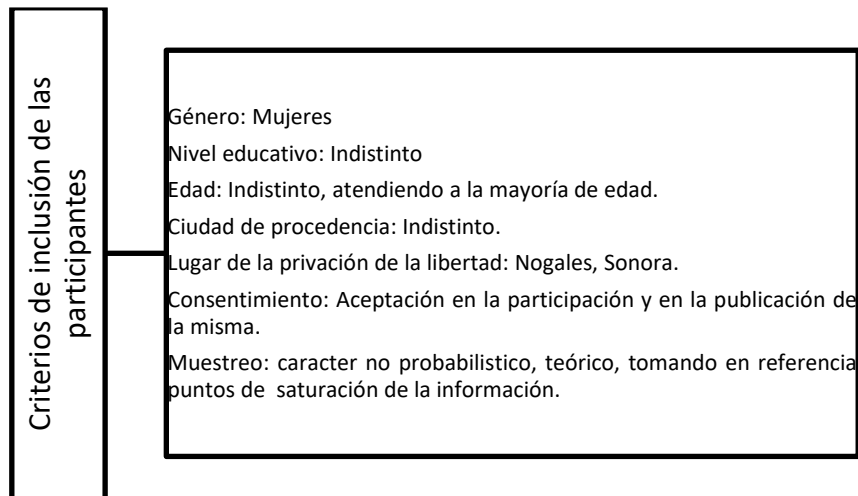 Criterios de inclusión de las
participantes
Género: Mujeres
Nivel educativo: Indistinto
Edad: Indistinto, atendiendo a la mayoría de edad.
Ciudad de procedencia: Indistinto.
Lugar de la privación de la libertad: Nogales, Sonora.
Consentimiento: Aceptación en la participación y en la publicación de
la misma.
Muestreo: caracter no probabilistico, teórico, tomando en referencia
puntos de saturación de la información.